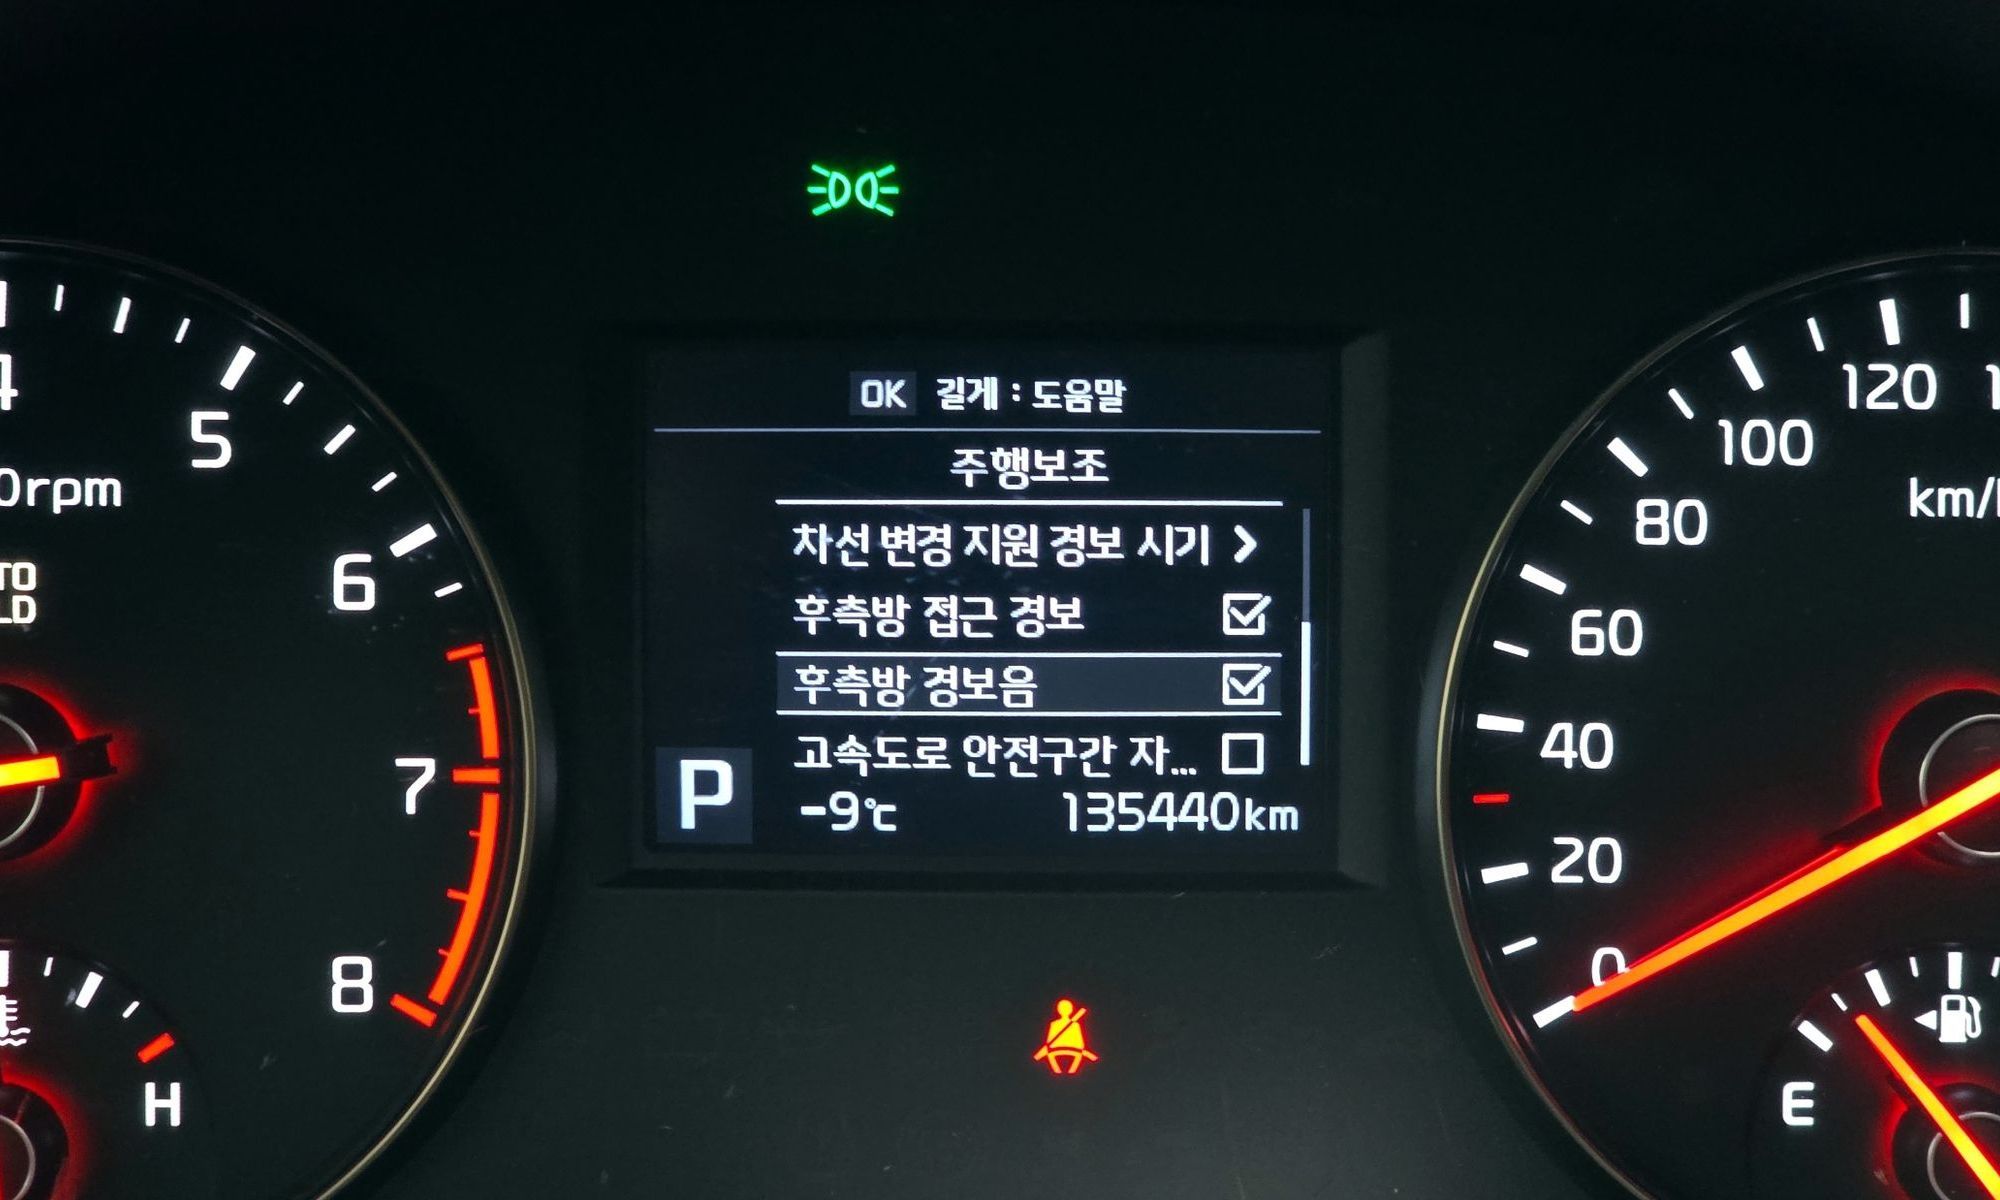 OK 길게 : 도움말
주행보조
차선 변경 지원 경보 시기
후측방 접근 경보
후측방 경보음
고속도로 안전구간 자...
P
-9℃ 135440km
4
5
6
7
8
rpm
H
0
20
40
60
80
100
120
E